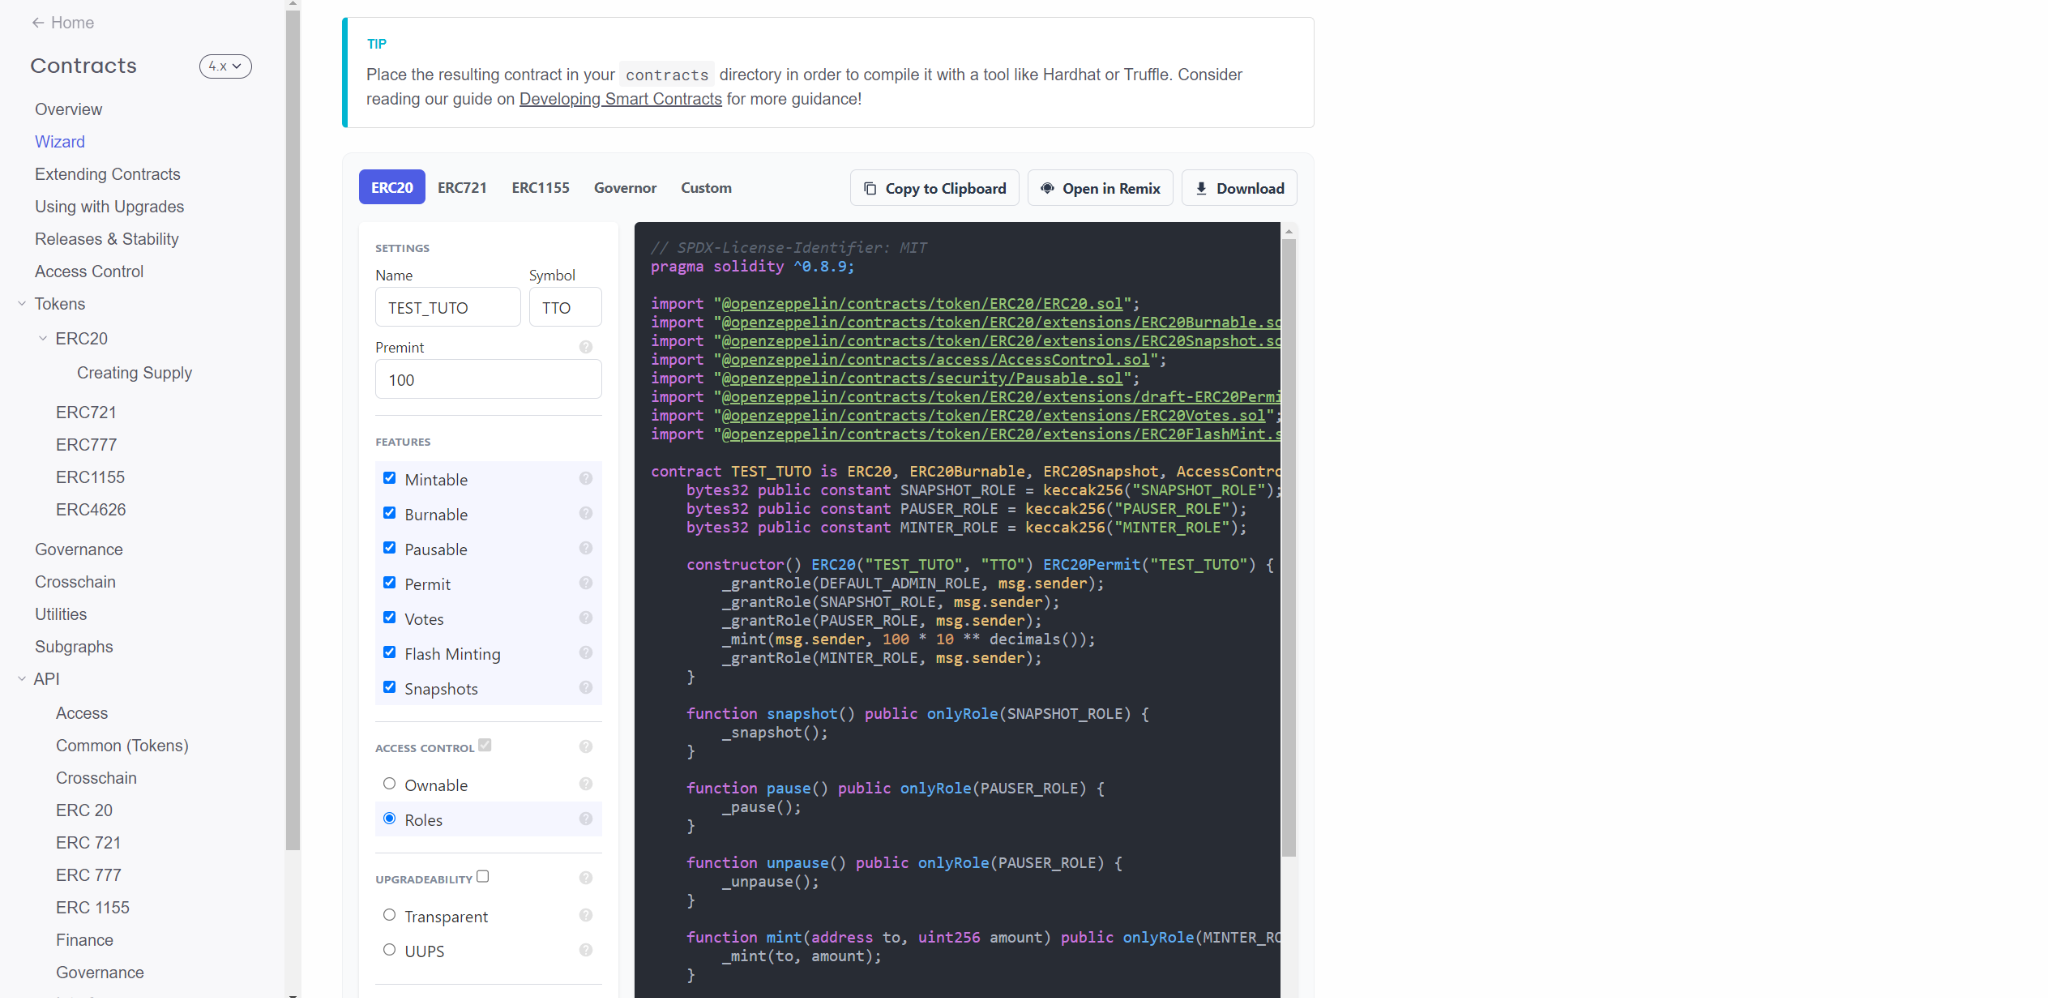 ← Home
Contracts
4.x
Overview
Wizard
Extending Contracts
Using with Upgrades
Releases & Stability
Access Control
Tokens
ERC20
Creating Supply
ERC721
ERC777
ERC1155
ERC4626
Governance
Crosschain
Utilities
Subgraphs
API
Access
Common (Tokens)
Crosschain
ERC 20
ERC 721
ERC 777
ERC 1155
Finance
Governance
TIP
Place the resulting contract in your contracts directory in order to compile it with a tool like Hardhat or Truffle. Consider
reading our guide on Developing Smart Contracts for more guidance!
ERC20 ERC721 ERC1155 Governor Custom
Copy to Clipboard Open in Remix Download
SETTINGS
Name Symbol
TEST_TUTO TTO
Premint ?
100
FEATURES
Mintable ?
Burnable ?
Pausable ?
Permit ?
Votes ?
Flash Minting ?
Snapshots ?
ACCESS CONTROL ?
Ownable ?
Roles ?
UPGRADEABILITY ?
Transparent ?
UUPS ?
// SPDX-License-Identifier: MIT
pragma solidity ^0.8.9;
import "@openzeppelin/contracts/token/ERC20/ERC20.sol";
import "@openzeppelin/contracts/token/ERC20/extensions/ERC20Burnable.so
import "@openzeppelin/contracts/token/ERC20/extensions/ERC20Snapshot.so
import "@openzeppelin/contracts/access/AccessControl.sol";
import "@openzeppelin/contracts/security/Pausable.sol";
import "@openzeppelin/contracts/token/ERC20/extensions/draft-ERC20Permi
import "@openzeppelin/contracts/token/ERC20/extensions/ERC20Votes.sol";
import "@openzeppelin/contracts/token/ERC20/extensions/ERC20FlashMint.s
contract TEST_TUTO is ERC20, ERC20Burnable, ERC20Snapshot, AccessContro
bytes32 public constant SNAPSHOT_ROLE = keccak256("SNAPSHOT_ROLE");
bytes32 public constant PAUSER_ROLE = keccak256("PAUSER_ROLE");
bytes32 public constant MINTER_ROLE = keccak256("MINTER_ROLE");
constructor() ERC20("TEST_TUTO", "TTO") ERC20Permit("TEST_TUTO") {
_grantRole(DEFAULT_ADMIN_ROLE, msg.sender);
_grantRole(SNAPSHOT_ROLE, msg.sender);
_grantRole(PAUSER_ROLE, msg.sender);
_mint(msg.sender, 100 * 10 ** decimals());
_grantRole(MINTER_ROLE, msg.sender);
}
function snapshot() public onlyRole(SNAPSHOT_ROLE) {
_snapshot();
}
function pause() public onlyRole(PAUSER_ROLE) {
_pause();
}
function unpause() public onlyRole(PAUSER_ROLE) {
_unpause();
}
function mint(address to, uint256 amount) public onlyRole(MINTER_RO
_mint(to, amount);
}